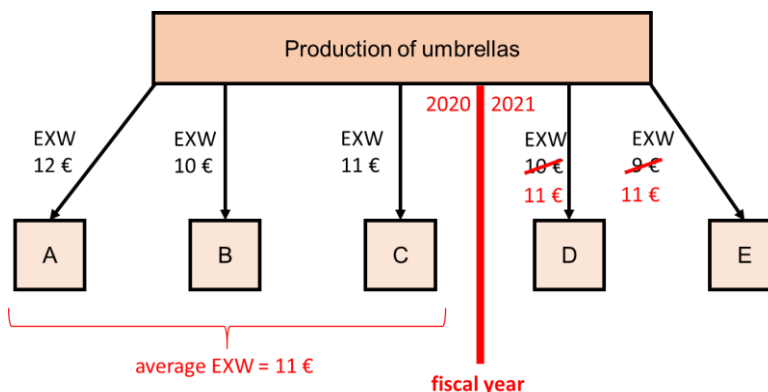 Production of umbrellas
2020 2021
EXW
12 €
EXW
10 €
EXW
11 €
EXW
10 €
11 €
EXW
9 €
11 €
A
B
C
D
E
average EXW = 11 €
fiscal year